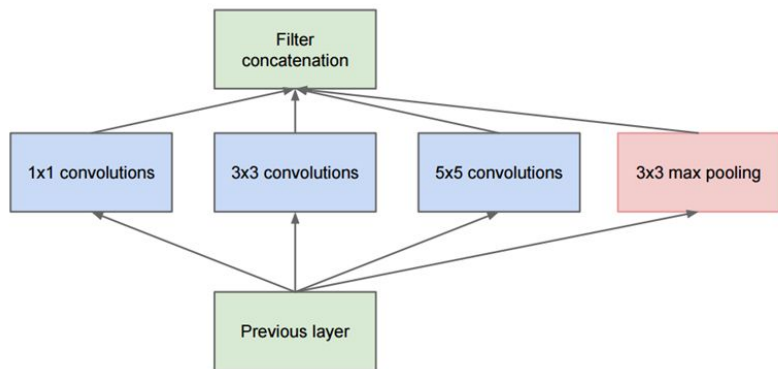 Filter
concatenation
1x1 convolutions
3x3 convolutions
5x5 convolutions
3x3 max pooling
Previous layer